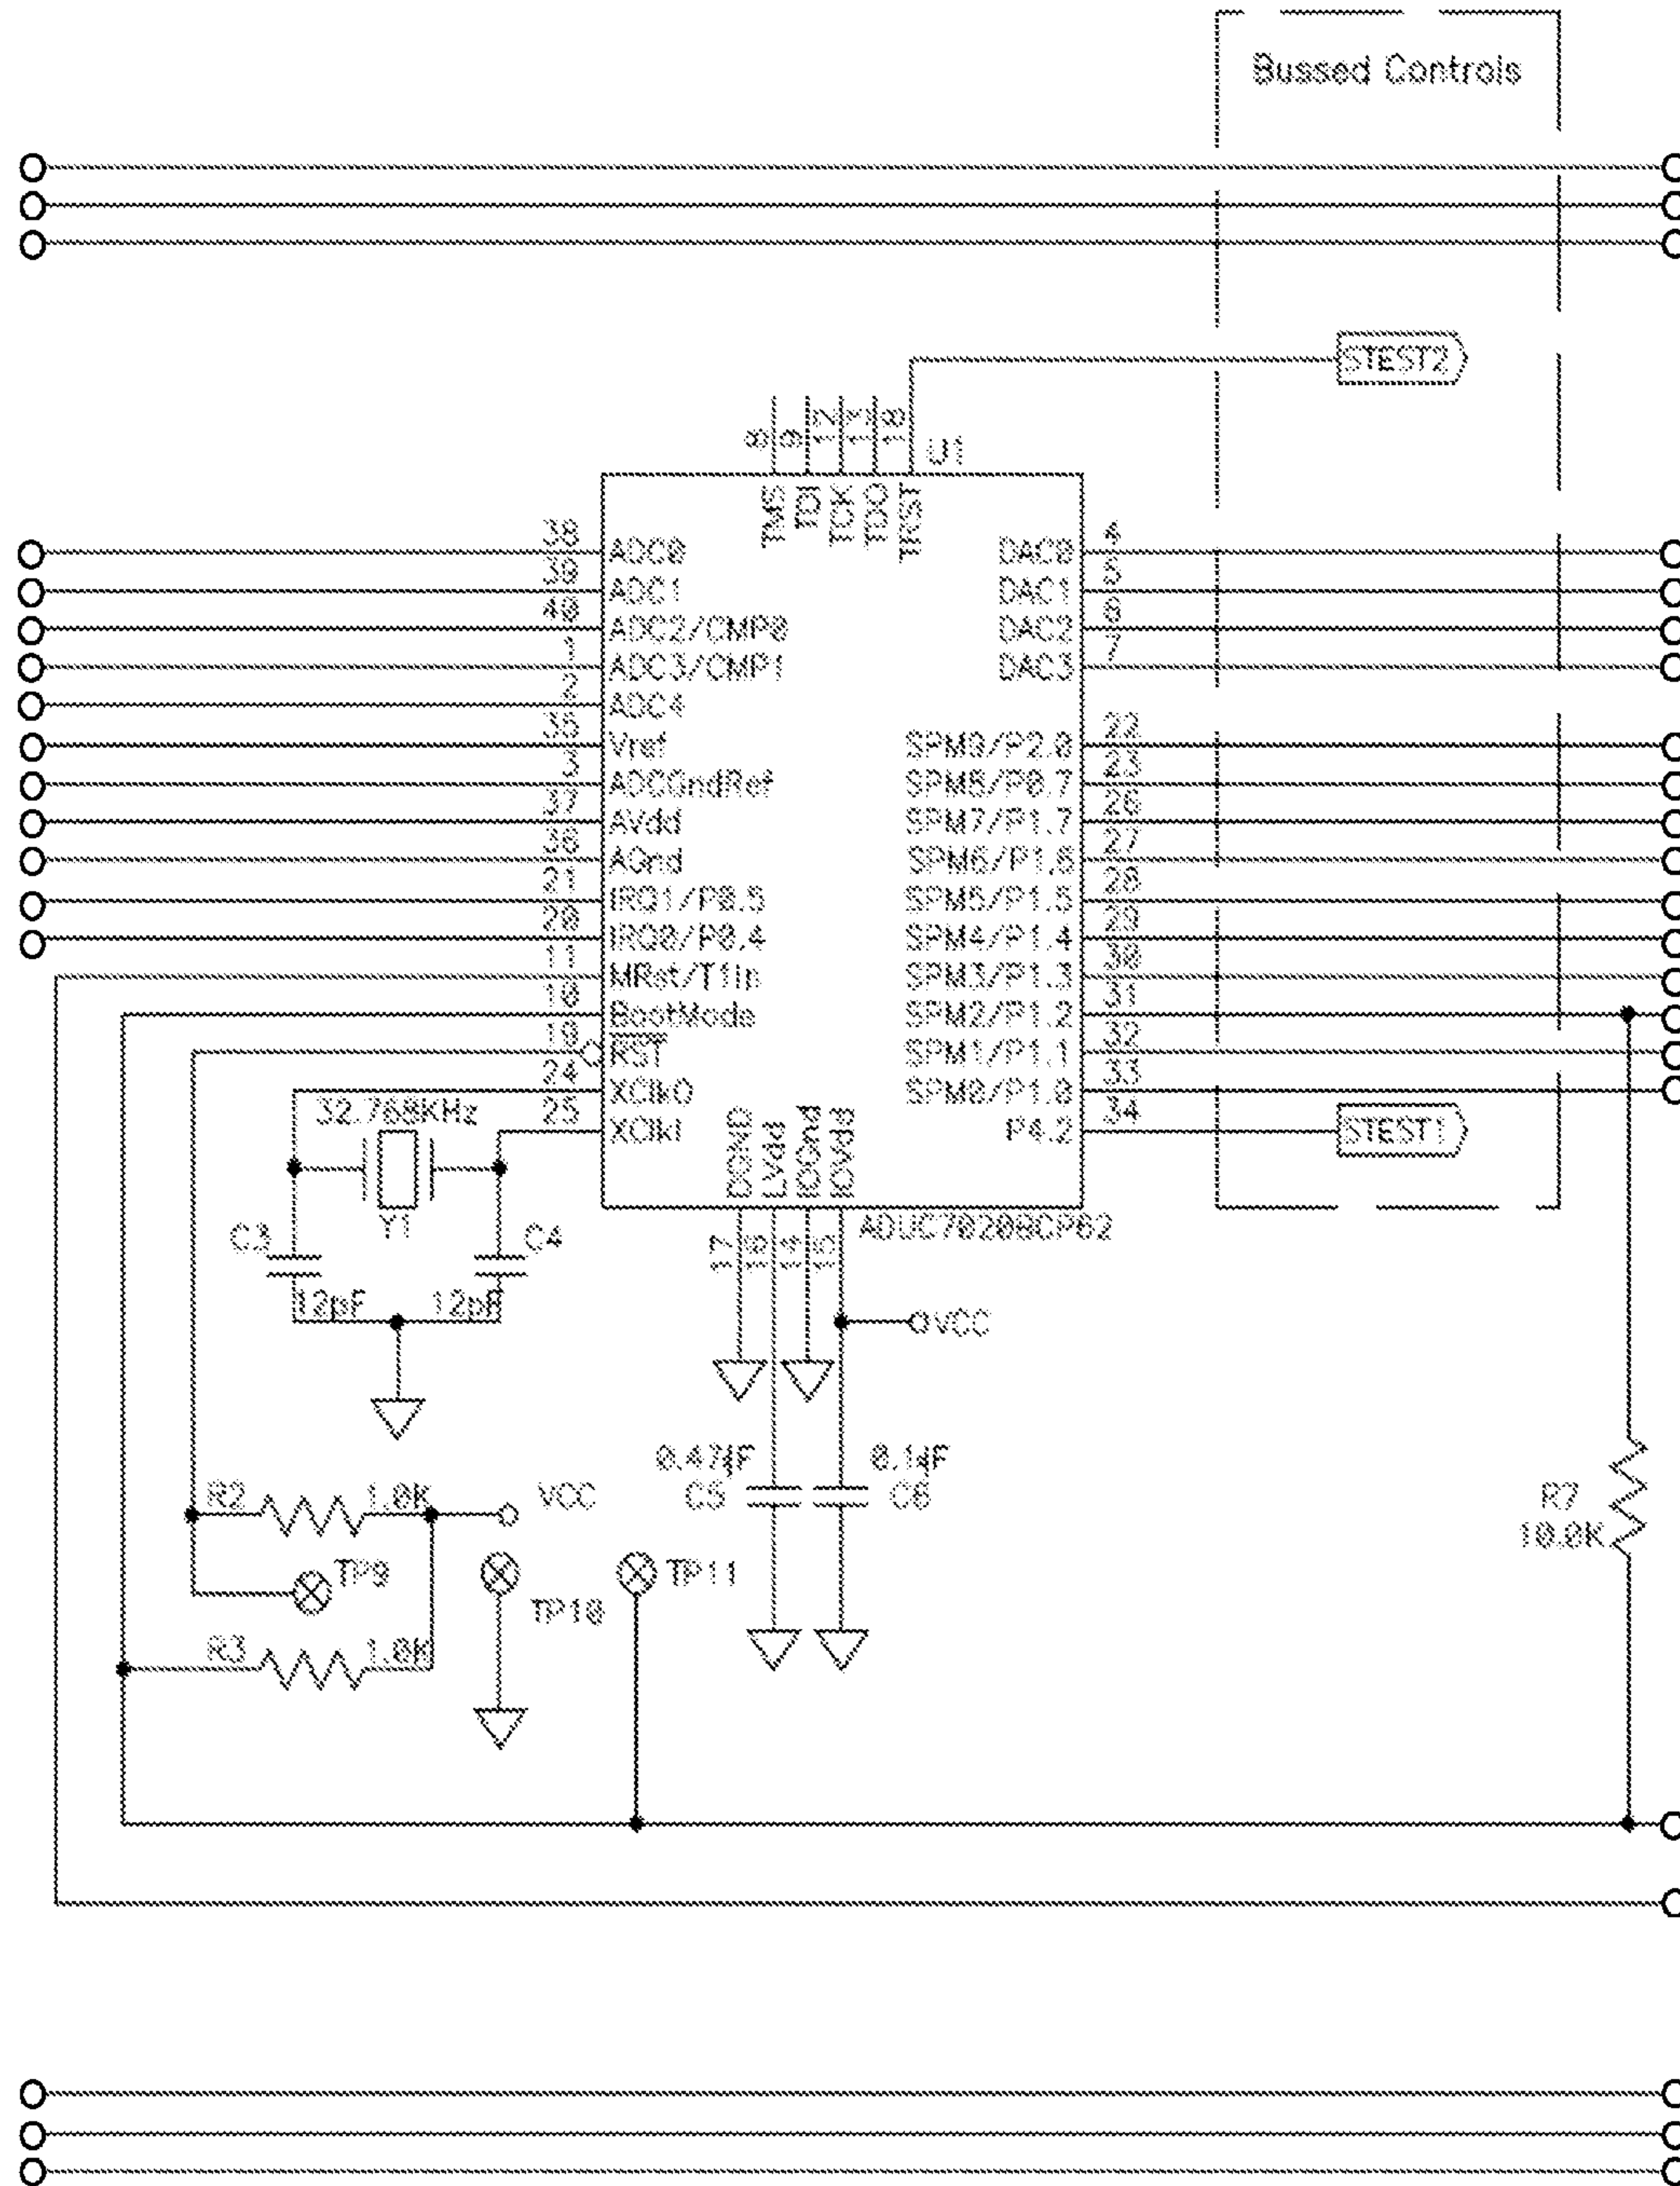 Bussed Controls
STEST2
8
9
12
13
18
U1
TMS
TDI
TCK
TDO
TRST
38
ADC0
39
ADC1
40
ADC2/CMP0
1
ADC3/CMP1
2
ADC4
35
Vref
3
ADCGndRef
37
AVdd
36
AGnd
21
IRQ1/P0.5
20
IRQ0/P0.4
11
MRst/T1in
10
BootMode
19
RST
24
XClkO
25
XClkI
DAC0
4
DAC1
5
DAC2
6
DAC3
7
SPM9/P2.0
22
SPM8/P0.7
23
SPM7/P1.7
26
SPM6/P1.6
27
SPM5/P1.5
28
SPM4/P1.4
29
SPM3/P1.3
30
SPM2/P1.2
31
SPM1/P1.1
32
SPM0/P1.0
33
P4.2
34
STEST1
DGND
LVdd
IOGnd
IOVdd
17
16
14
15
ADUC7020BCP62
32.768KHz
Y1
C3
12pF
C4
12pF
VCC
0.47µF
C5
0.1µF
C6
R2
1.0K
VCC
TP9
TP10
TP11
R3
1.0K
R7
10.0K